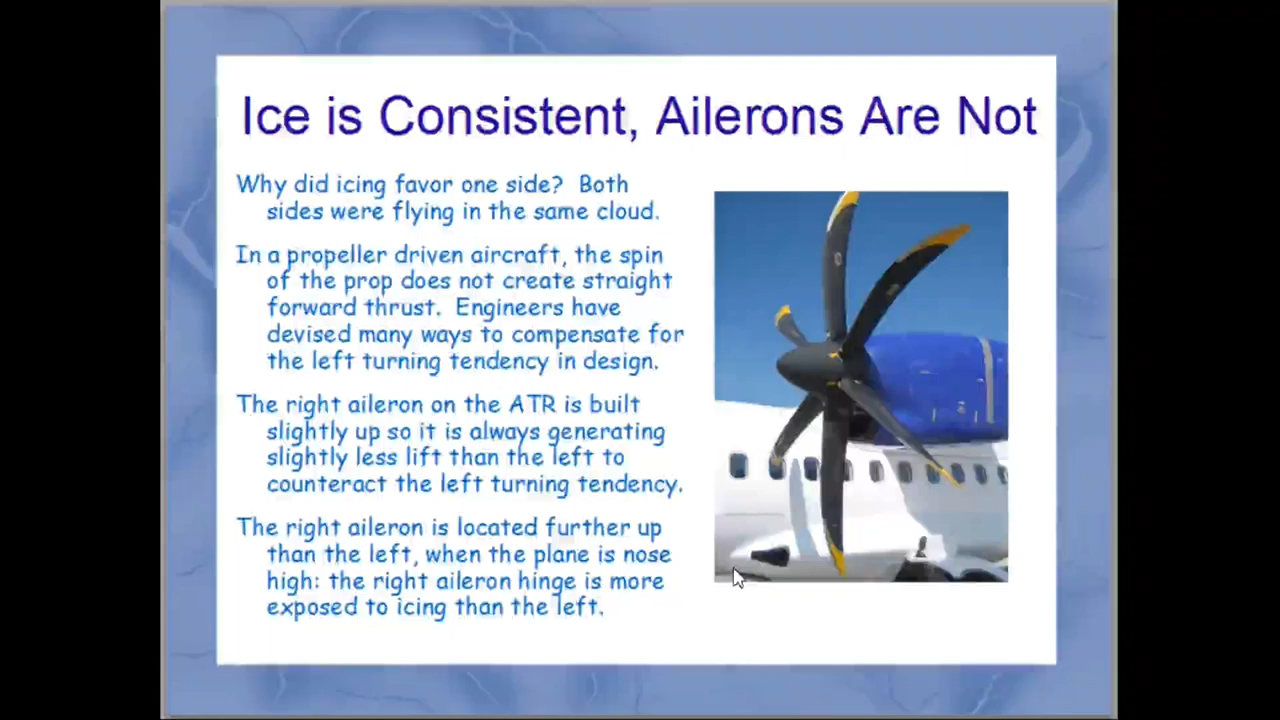 Ice is Consistent, Ailerons Are Not
Why did icing favor one side? Both
sides were flying in the same cloud.
In a propeller driven aircraft, the spin
of the prop does not create straight
forward thrust. Engineers have
devised many ways to compensate for
the left turning tendency in design.
The right aileron on the ATR is built
slightly up so it is always generating
slightly less lift than the left to
counteract the left turning tendency.
The right aileron is located further up
than the left, when the plane is nose
high: the right aileron hinge is more
exposed to icing than the left.